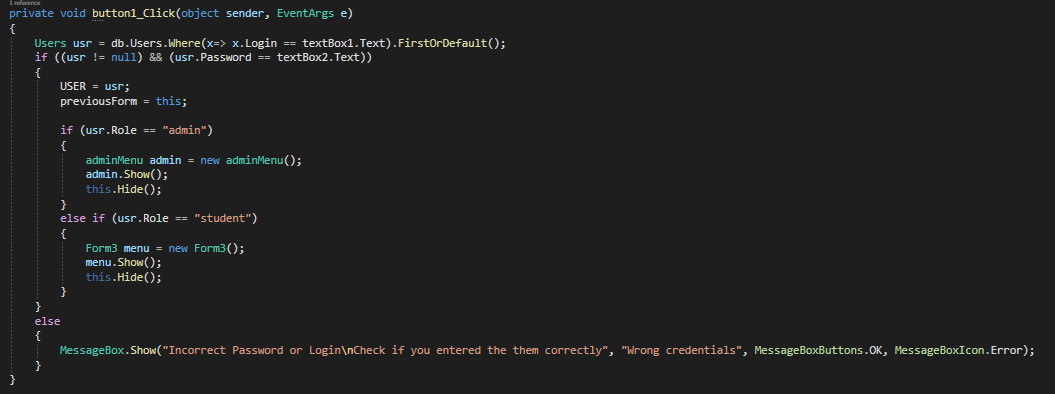 1 reference
private void button1_Click(object sender, EventArgs e)
{
    Users usr = db.Users.Where(x=> x.Login == textBox1.Text).FirstOrDefault();
    if ((usr != null) && (usr.Password == textBox2.Text))
    {
        USER = usr;
        previousForm = this;

        if (usr.Role == "admin")
        {
            adminMenu admin = new adminMenu();
            admin.Show();
            this.Hide();
        }
        else if (usr.Role == "student")
        {
            Form3 menu = new Form3();
            menu.Show();
            this.Hide();
        }
    }
    else
    {
        MessageBox.Show("Incorrect Password or Login\nCheck if you entered the them correctly", "Wrong credentials", MessageBoxButtons.OK, MessageBoxIcon.Error);
    }
}